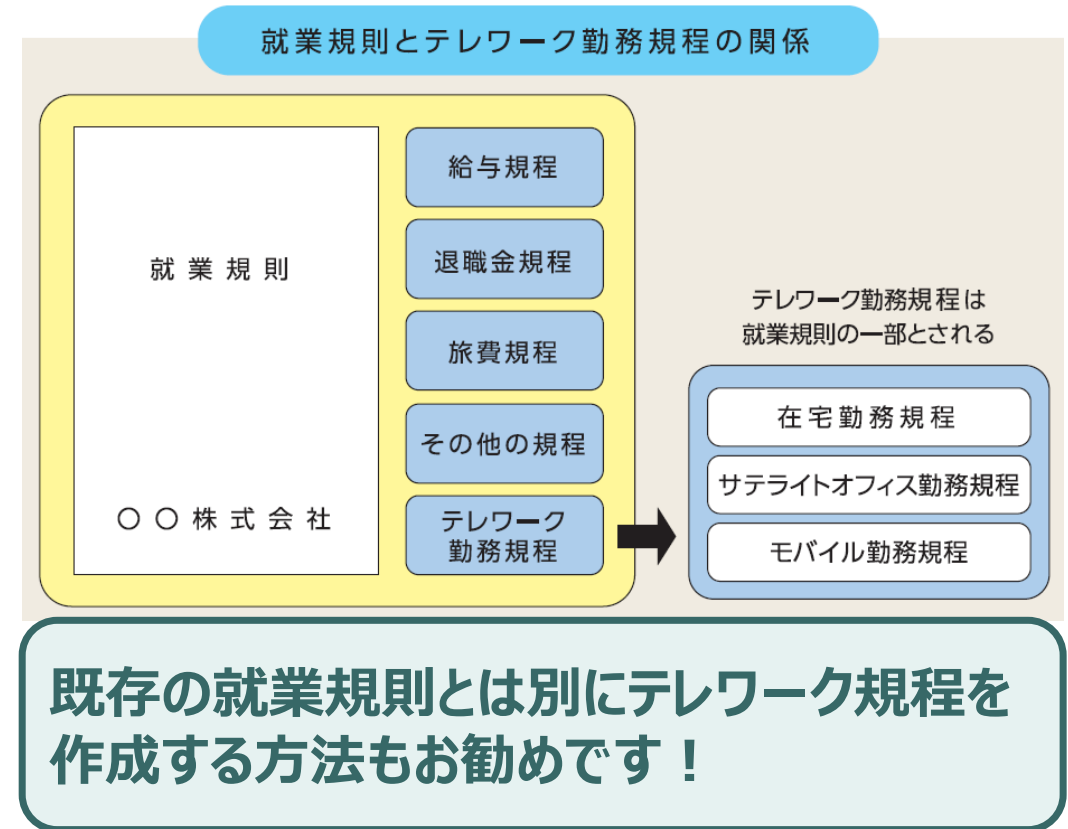 就業規則とテレワーク勤務規程の関係
就業規則
〇〇株式会社
給与規程
退職金規程
旅費規程
その他の規程
テレワーク
勤務規程
テレワーク勤務規程は
就業規則の一部とされる
在宅勤務規程
サテライトオフィス勤務規程
モバイル勤務規程
既存の就業規則とは別にテレワーク規程を
作成する方法もお勧めです！